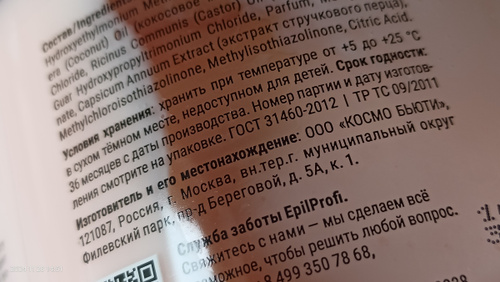 Состав/Ingredients:
Hydroxyethylmonium
era (Coconut) Oil (кокосовое
Chloride, Ricinus Communis (Castor) Oil
Guar Hydroxypropyltrimonium Chloride, Parfum,
nate, Capsicum Annuum Extract (экстракт стручкового перца),
Methylchloroisothiazolinone, Methylisothiazolinone, Citric Acid.
Условия хранения: хранить при температуре от +5 до +25 °C
в сухом тёмном месте, недоступном для детей. Срок годности:
36 месяцев с даты производства. Номер партии и дату изготов-
ления смотрите на упаковке. ГОСТ 31460-2012 | ТР ТС 09/2011
Изготовитель и его местонахождение: ООО «КОСМО БЬЮТИ»,
121087, Россия, г. Москва, вн.тер.г. муниципальный округ
Филевский парк, пр-д Береговой, д. 5А, к. 1.
Служба заботы EpilProfi.
Свяжитесь с нами — мы сделаем всё
возможное, чтобы решить любой вопрос.
8 499 350 78 68,